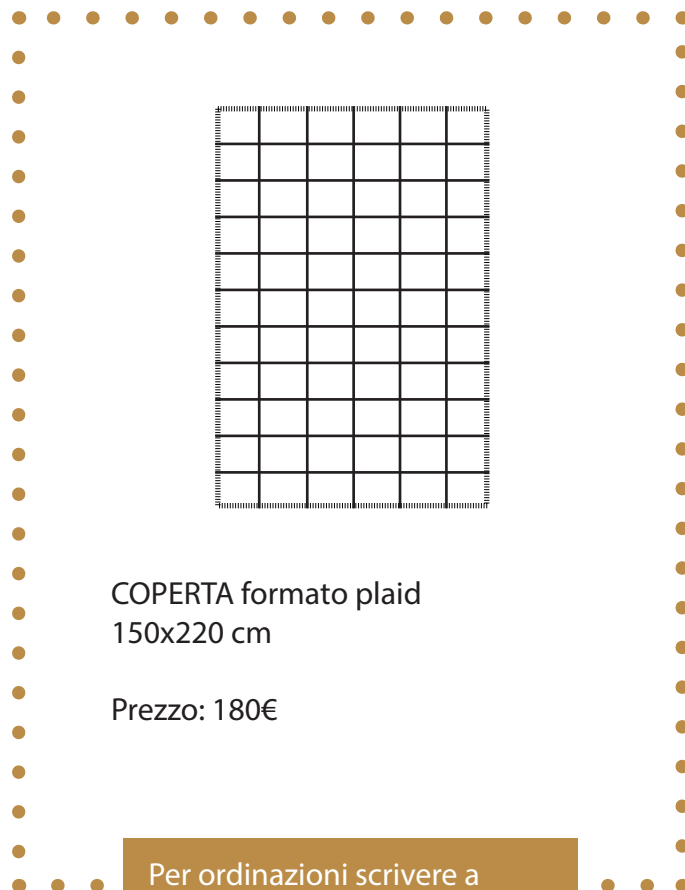 COPERTA formato plaid
150x220 cm
Prezzo: 180€
Per ordinazioni scrivere a